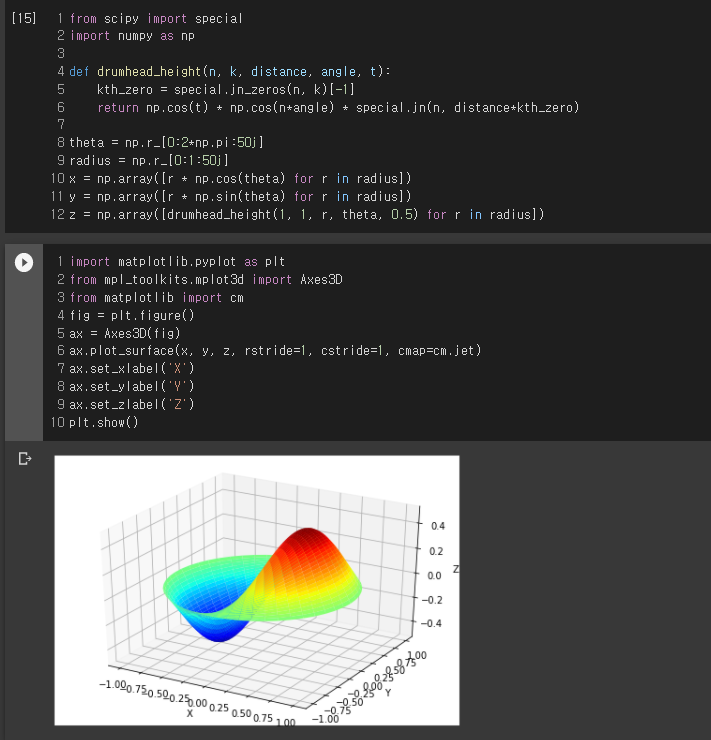 [15] 1 from scipy import special
2 import numpy as np
3
4 def drumhead_height(n, k, distance, angle, t):
5 kth_zero = special.jn_zeros(n, k)[-1]
6 return np.cos(t) * np.cos(n*angle) * special.jn(n, distance*kth_zero)
7
8 theta = np.r_[0:2*np.pi:50j]
9 radius = np.r_[0:1:50j]
10 x = np.array([r * np.cos(theta) for r in radius])
11 y = np.array([r * np.sin(theta) for r in radius])
12 z = np.array([drumhead_height(1, 1, r, theta, 0.5) for r in radius])
1 import matplotlib.pyplot as plt
2 from mpl_toolkits.mplot3d import Axes3D
3 from matplotlib import cm
4 fig = plt.figure()
5 ax = Axes3D(fig)
6 ax.plot_surface(x, y, z, rstride=1, cstride=1, cmap=cm.jet)
7 ax.set_xlabel('X')
8 ax.set_ylabel('Y')
9 ax.set_zlabel('Z')
10 plt.show()
0.4
0.2
0.0
Z
−0.2
−0.4
−1.00 −0.75 −0.50 −0.25 0.00 0.25 0.50 0.75 1.00
X
−1.00 −0.75 −0.50 −0.25 0.00 0.25 0.50 0.75 1.00
Y